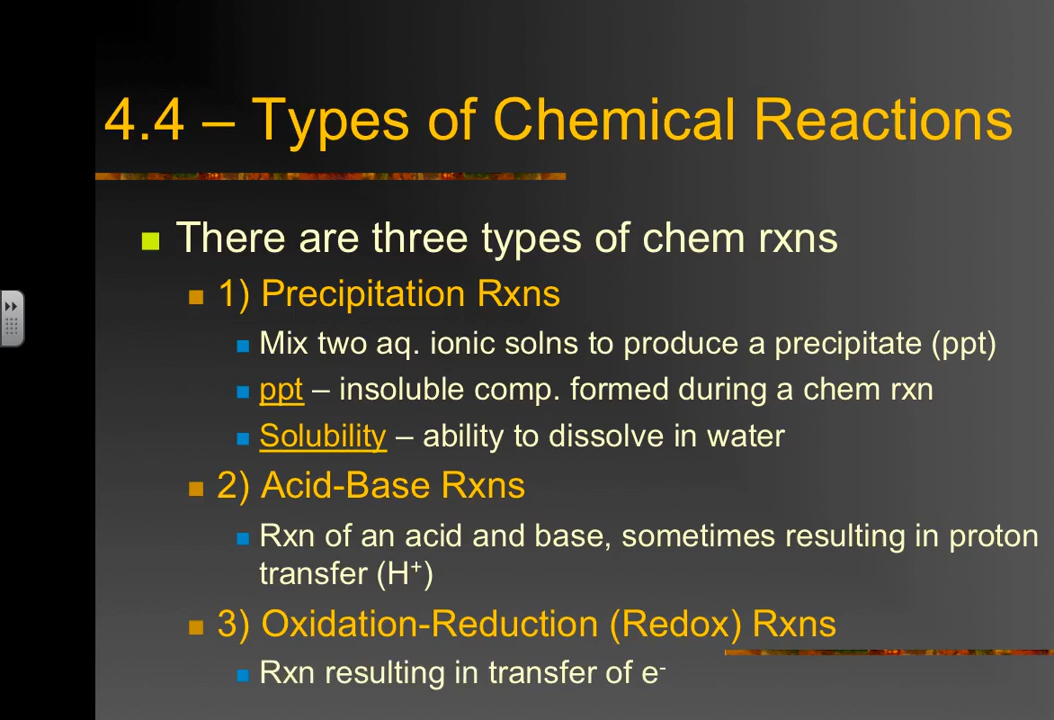 4.4 – Types of Chemical Reactions
There are three types of chem rxns
1) Precipitation Rxns
Mix two aq. ionic solns to produce a precipitate (ppt)
ppt – insoluble comp. formed during a chem rxn
Solubility – ability to dissolve in water
2) Acid-Base Rxns
Rxn of an acid and base, sometimes resulting in proton
transfer (H⁺)
3) Oxidation-Reduction (Redox) Rxns
Rxn resulting in transfer of e⁻